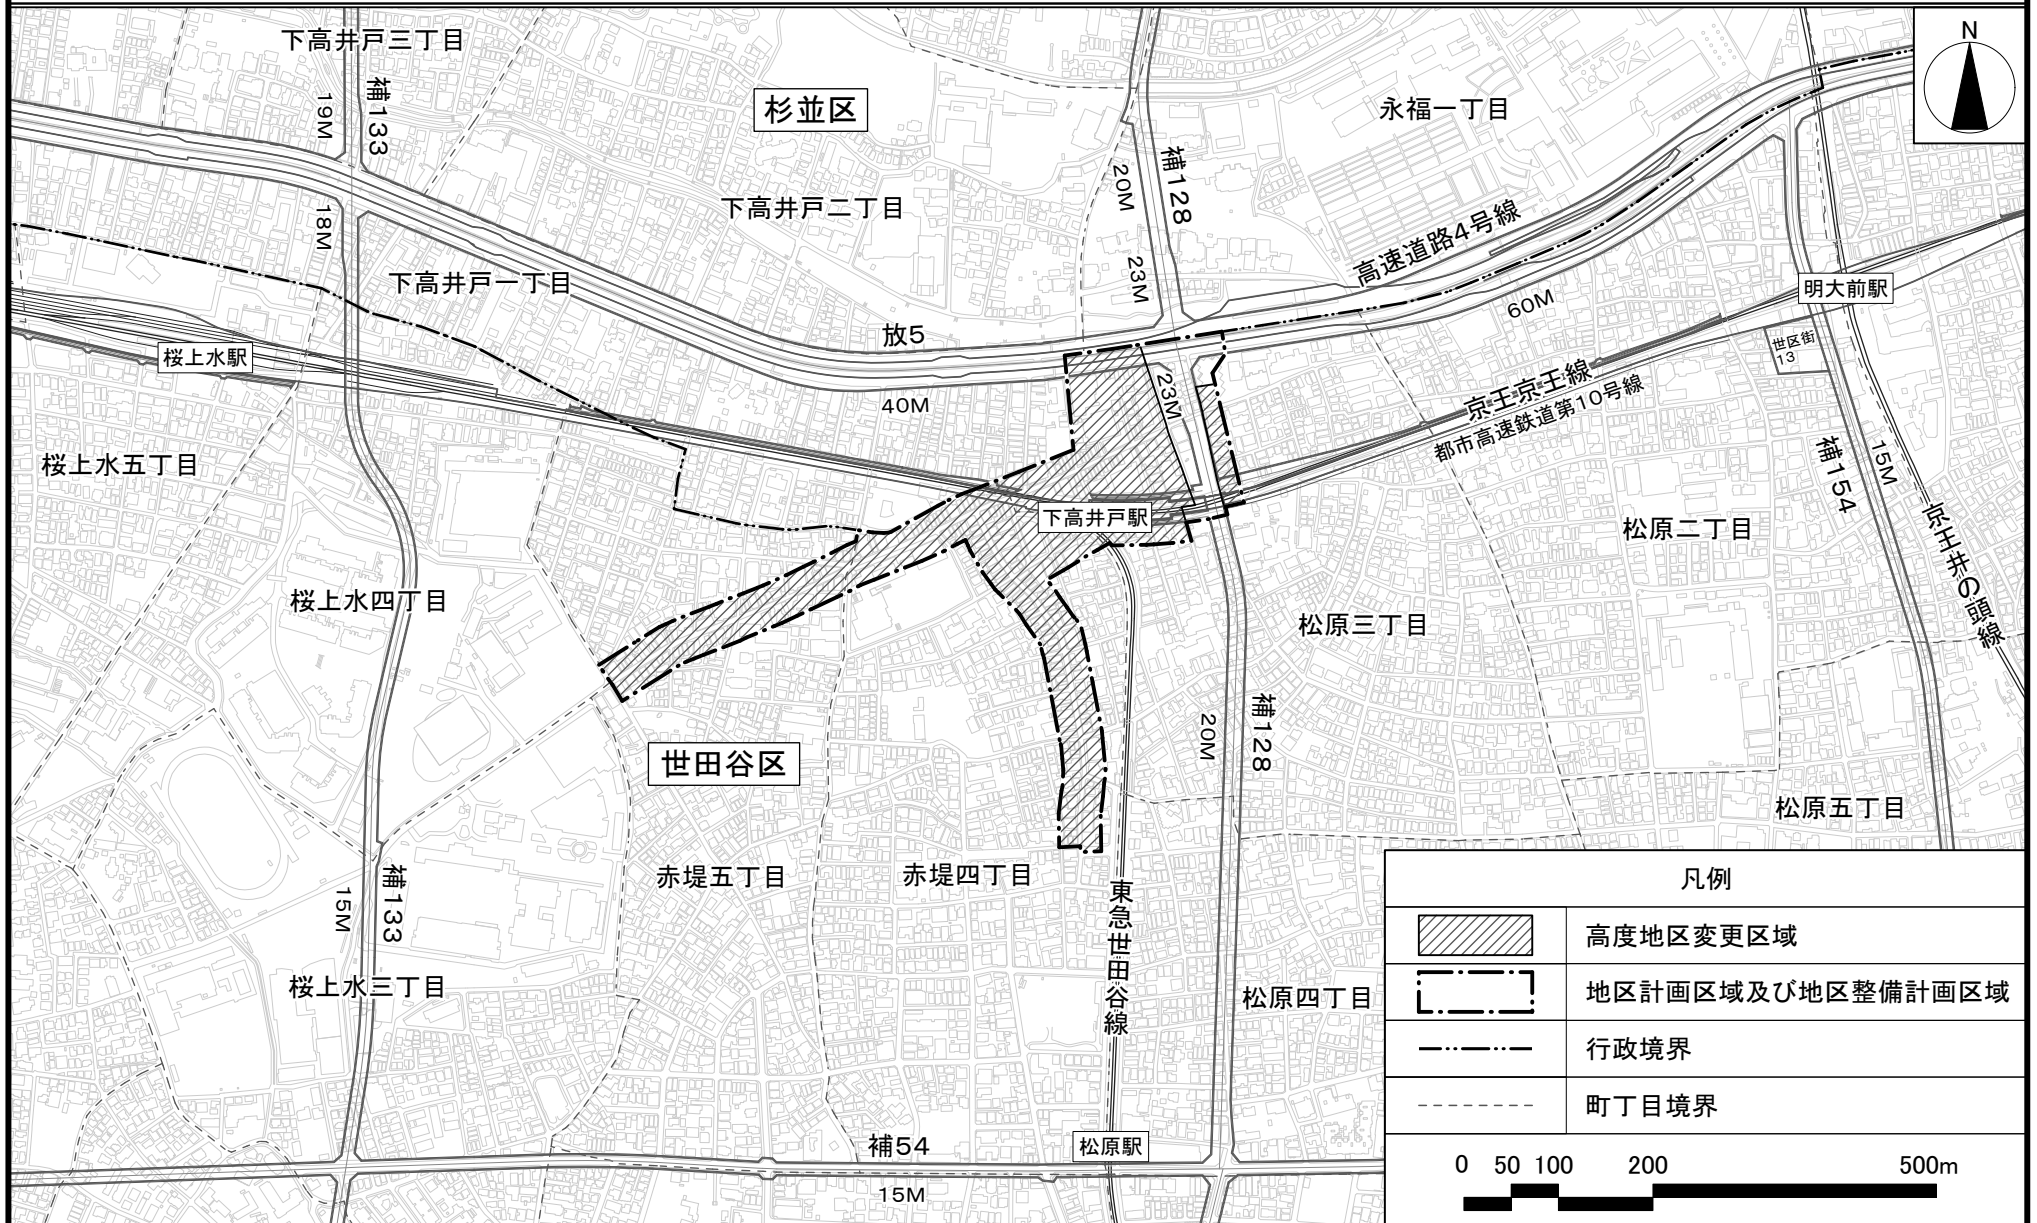 下高井戸三丁目
19M
補133
杉並区
永福一丁目
N
補128
20M
下高井戸二丁目
18M
高速道路4号線
23M
下高井戸一丁目
明大前駅
60M
放5
世区街
13
桜上水駅
40M
23M
京王京王線
都市高速鉄道第10号線
補154
15M
桜上水五丁目
下高井戸駅
松原二丁目
京王井の頭線
桜上水四丁目
松原三丁目
20M
補128
世田谷区
松原五丁目
赤堤五丁目
赤堤四丁目
補133
15M
東急世田谷線
桜上水三丁目
松原四丁目
補54
松原駅
15M
凡例
高度地区変更区域
地区計画区域及び地区整備計画区域
行政境界
町丁目境界
0 50 100 200 500m